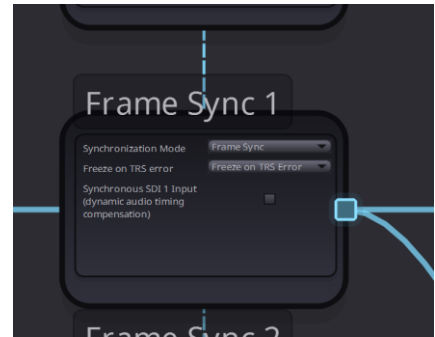 Frame Sync 1
Synchronization Mode Frame Sync
Freeze on TRS error Freeze on TRS Error
Synchronous SDI 1 Input
(dynamic audio timing
compensation)
Frame Sync 2